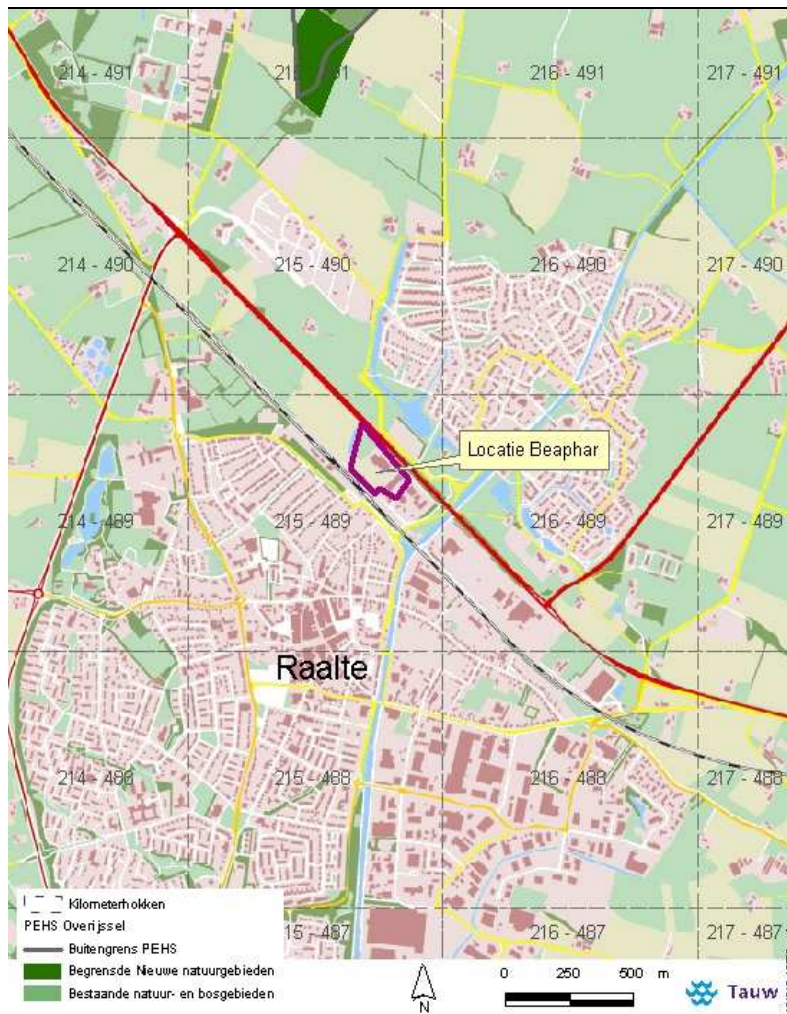 214 - 491
216 - 491
217 - 491
214 - 490
215 - 490
216 - 490
217 - 490
Locatie Beaphar
214 - 489
215 - 489
216 - 489
217 - 489
Raalte
214 - 488
215 - 488
216 - 488
217 - 488
Kilometerhokken
PEHS Overijssel
Buitengrens PEHS
Begrensde Nieuwe natuurgebieden
Bestaande natuur- en bosgebieden
215 - 487
216 - 487
217 - 487
0 250 500 m
N
Tauw